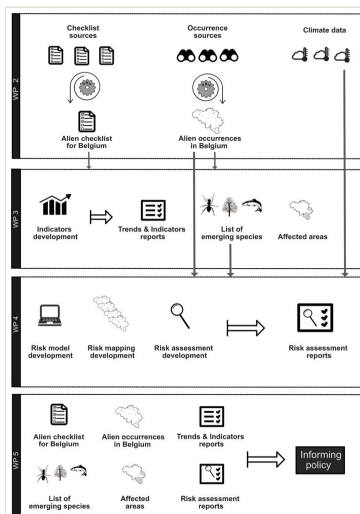 WP 2
Checklist
sources
Occurrence
sources
Climate data
Alien checklist
for Belgium
Alien occurrences
in Belgium
WP 3
Indicators
development
Trends & Indicators
reports
List of
emerging species
Affected areas
WP 4
Risk model
development
Risk mapping
development
Risk assessment
development
Risk assessment
reports
WP 5
Alien checklist
for Belgium
Alien occurrences
in Belgium
Trends & Indicators
reports
Informing
policy
List of
emerging species
Affected
areas
Risk assessment
reports